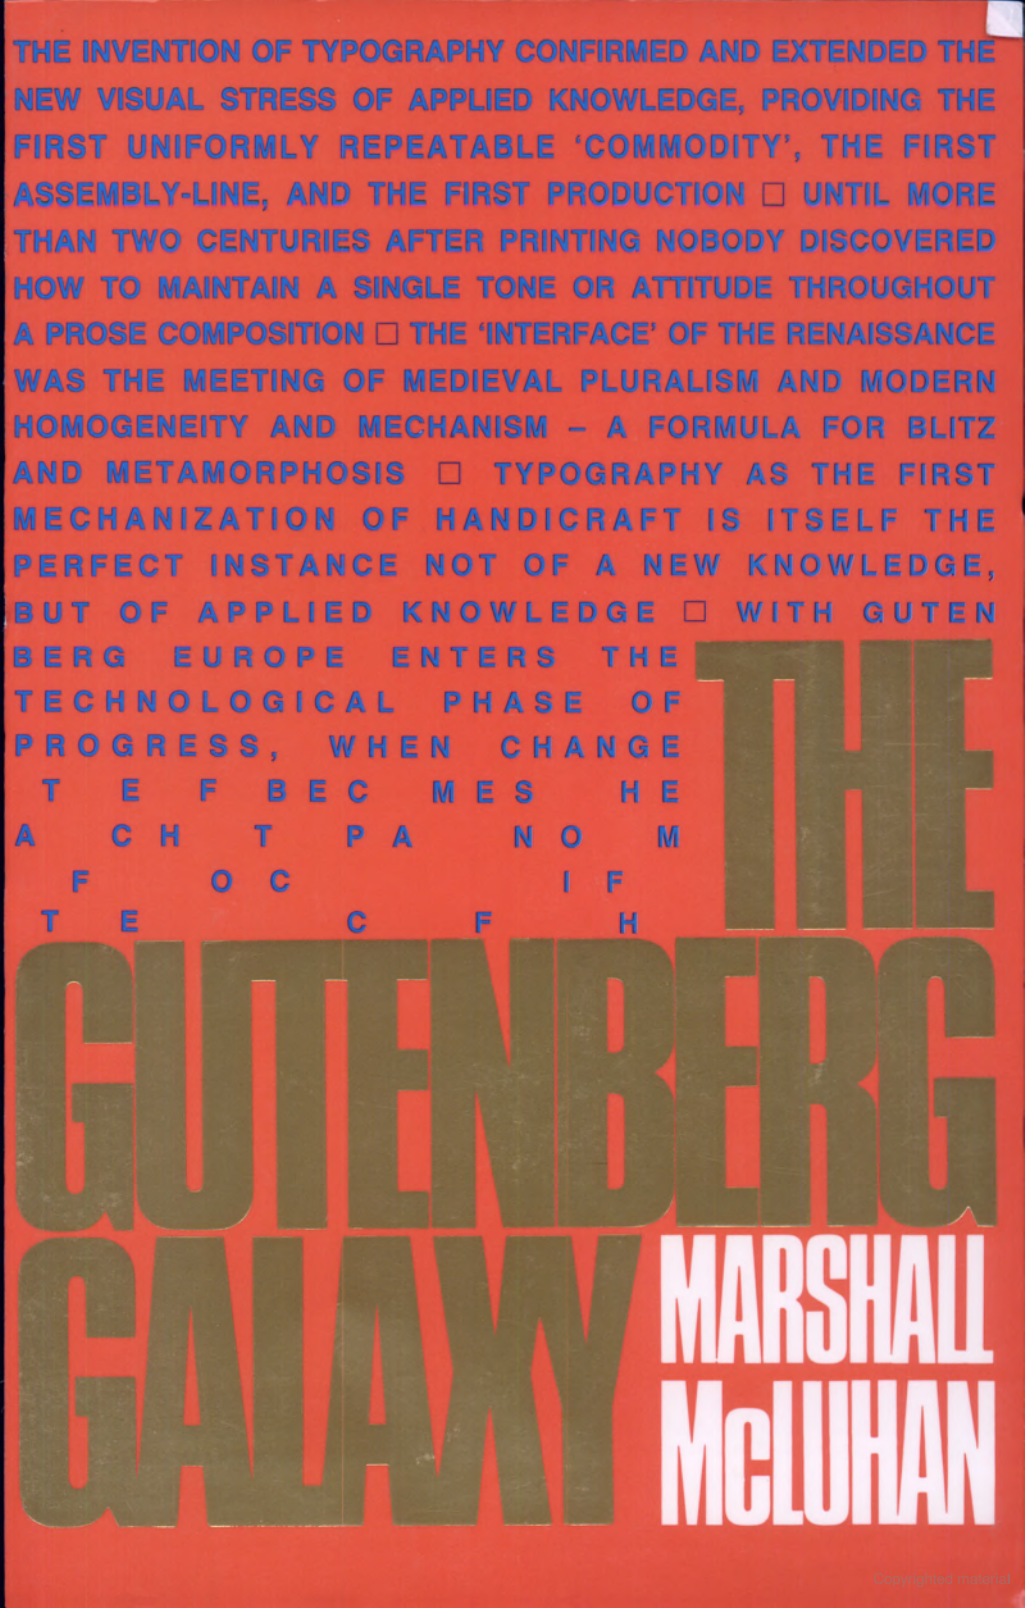 THE INVENTION OF TYPOGRAPHY CONFIRMED AND EXTENDED THE
NEW VISUAL STRESS OF APPLIED KNOWLEDGE, PROVIDING THE
FIRST UNIFORMLY REPEATABLE ‘COMMODITY’, THE FIRST
ASSEMBLY-LINE, AND THE FIRST PRODUCTION □ UNTIL MORE
THAN TWO CENTURIES AFTER PRINTING NOBODY DISCOVERED
HOW TO MAINTAIN A SINGLE TONE OR ATTITUDE THROUGHOUT
A PROSE COMPOSITION □ THE ‘INTERFACE’ OF THE RENAISSANCE
WAS THE MEETING OF MEDIEVAL PLURALISM AND MODERN
HOMOGENEITY AND MECHANISM – A FORMULA FOR BLITZ
AND METAMORPHOSIS □ TYPOGRAPHY AS THE FIRST
MECHANIZATION OF HANDICRAFT IS ITSELF THE
PERFECT INSTANCE NOT OF A NEW KNOWLEDGE,
BUT OF APPLIED KNOWLEDGE □ WITH GUTEN
BERG EUROPE ENTERS THE
TECHNOLOGICAL PHASE OF
PROGRESS, WHEN CHANGE
T E F BEC MES HE
A CH T PA NO M
F OC IF
T E C F H
THE
GUTENBERG
GALAXY
MARSHALL
McLUHAN
Copyrighted material